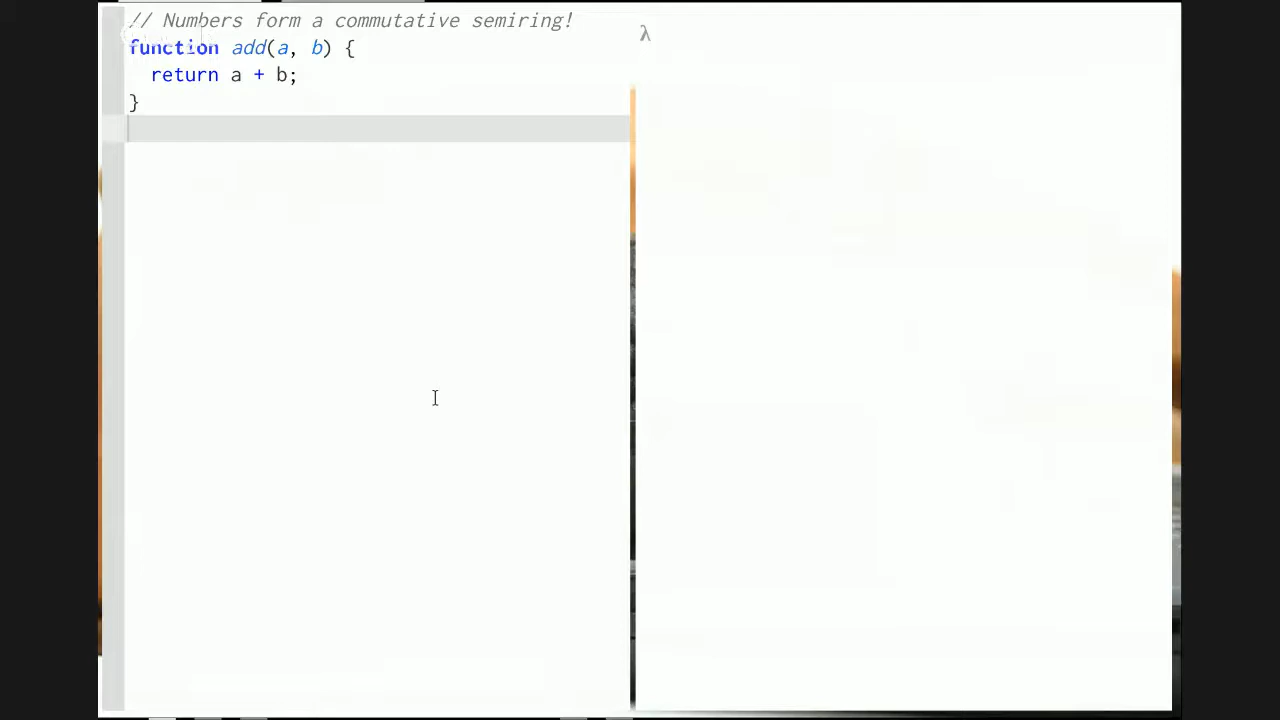 // Numbers form a commutative semiring!
function add(a, b) {
  return a + b;
}
λ